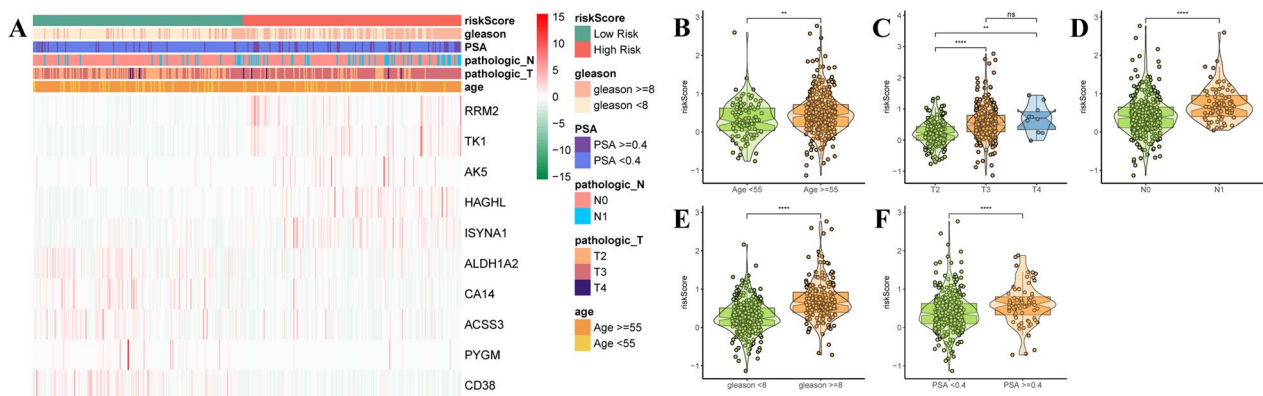 A
riskScore
gleason
PSA
pathologic_N
pathologic_T
age
RRM2
TK1
AK5
HAGHL
ISYNA1
ALDH1A2
CA14
ACSS3
PYGM
CD38
15
10
5
0
−5
−10
−15
riskScore
Low Risk
High Risk
gleason
gleason >=8
gleason <8
PSA
PSA >=0.4
PSA <0.4
pathologic_N
N0
N1
pathologic_T
T2
T3
T4
age
Age >=55
Age <55
B
**
riskScore
3
2
1
0
−1
Age <55
Age >=55
C
ns
**
****
riskScore
4
3
2
1
0
−1
T2
T3
T4
D
****
riskScore
3
2
1
0
−1
N0
N1
E
****
riskScore
3
2
1
0
−1
gleason <8
gleason >=8
F
****
riskScore
3
2
1
0
−1
PSA <0.4
PSA >=0.4